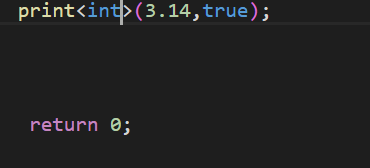 print<int>(3.14,true);
return 0;